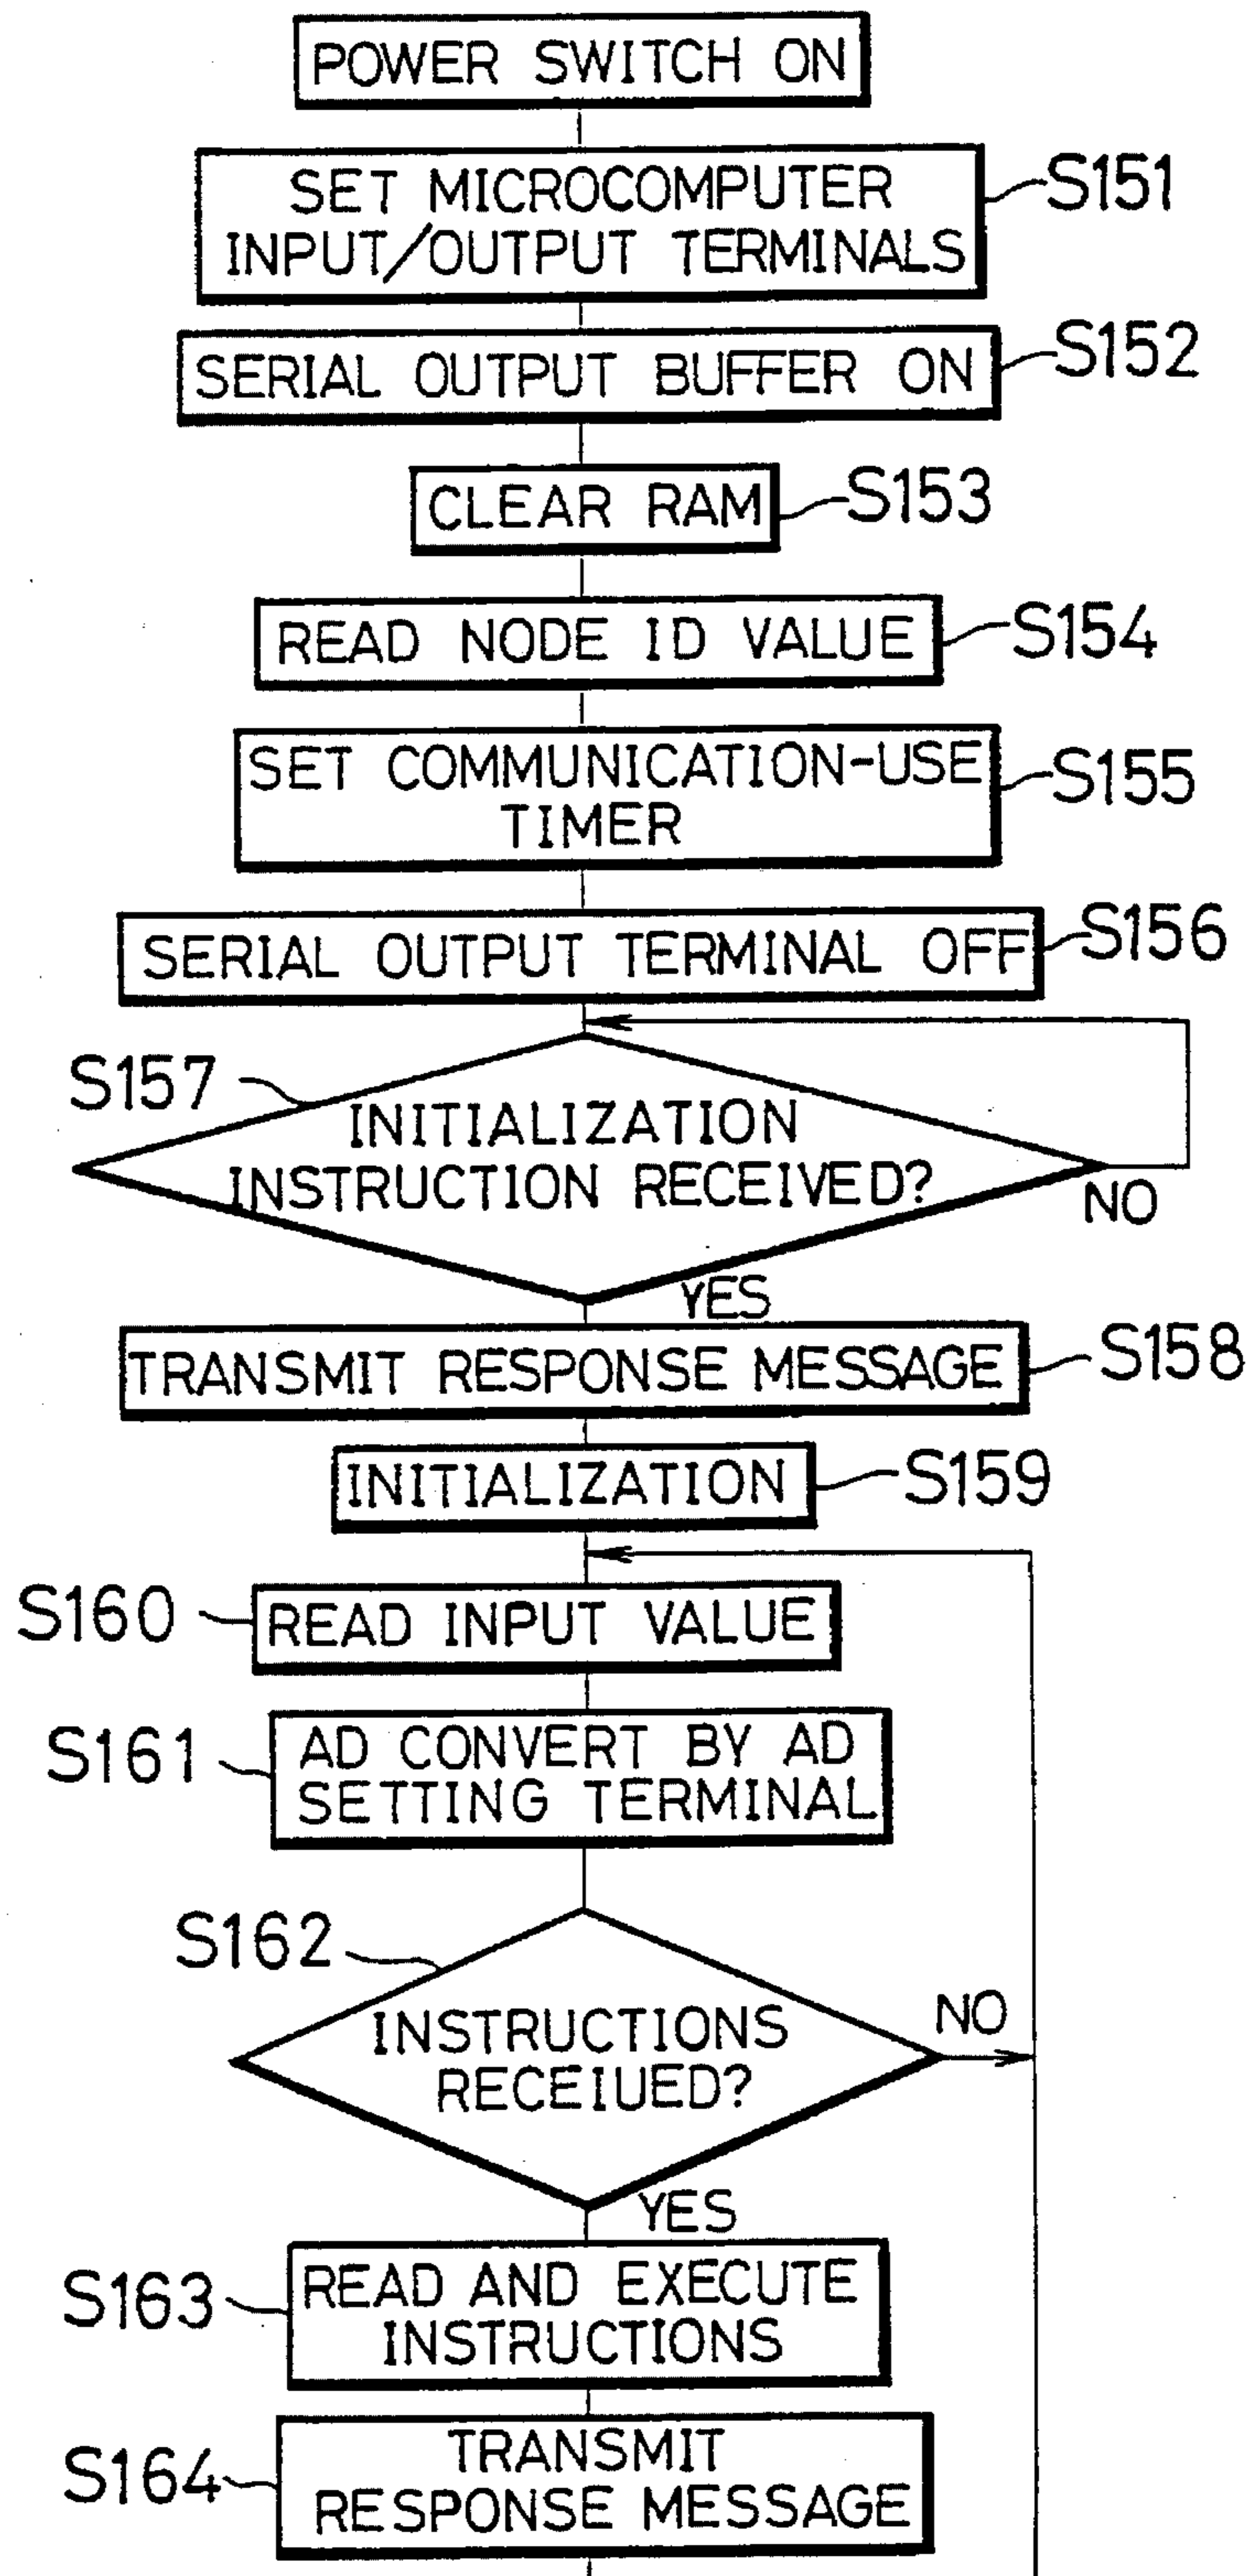 POWER SWITCH ON
SET MICROCOMPUTER
INPUT/OUTPUT TERMINALS
S151
SERIAL OUTPUT BUFFER ON
S152
CLEAR RAM
S153
READ NODE ID VALUE
S154
SET COMMUNICATION-USE
TIMER
S155
SERIAL OUTPUT TERMINAL OFF
S156
S157
INITIALIZATION
INSTRUCTION RECEIVED?
NO
YES
TRANSMIT RESPONSE MESSAGE
S158
INITIALIZATION
S159
S160
READ INPUT VALUE
S161
AD CONVERT BY AD
SETTING TERMINAL
S162
INSTRUCTIONS
RECEIUED?
NO
YES
S163
READ AND EXECUTE
INSTRUCTIONS
S164
TRANSMIT
RESPONSE MESSAGE